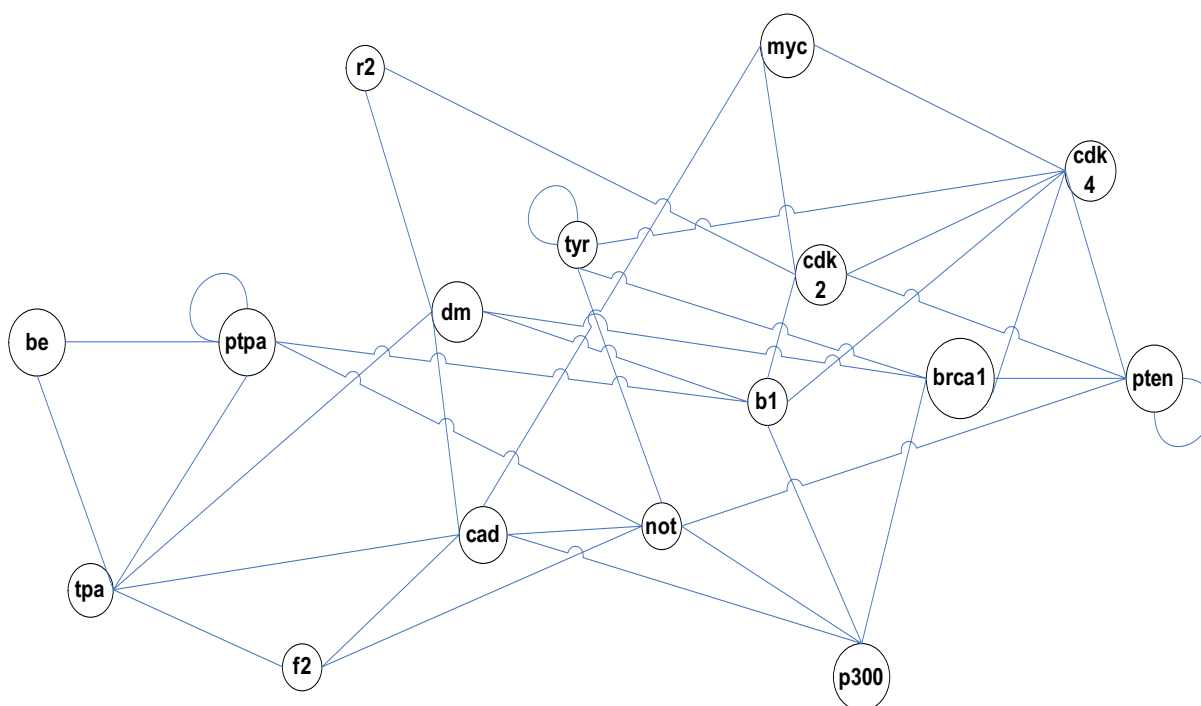 myc
r2
cdk
4
tyr
cdk
2
dm
be
ptpa
brca1
pten
b1
cad
not
tpa
f2
p300